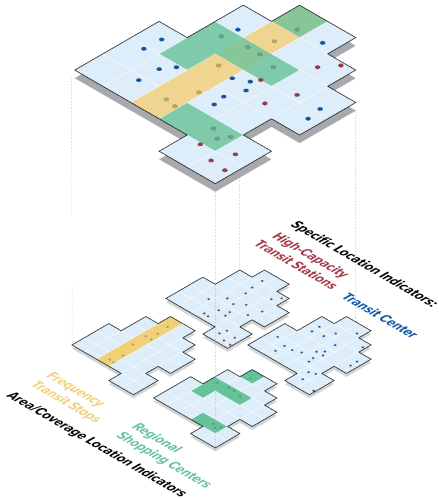 Specific Location Indicators:
High-Capacity
Transit Stations
Transit Center
Frequency
Transit Stops
Area/Coverage Location Indicators
Regional
Shopping Centers